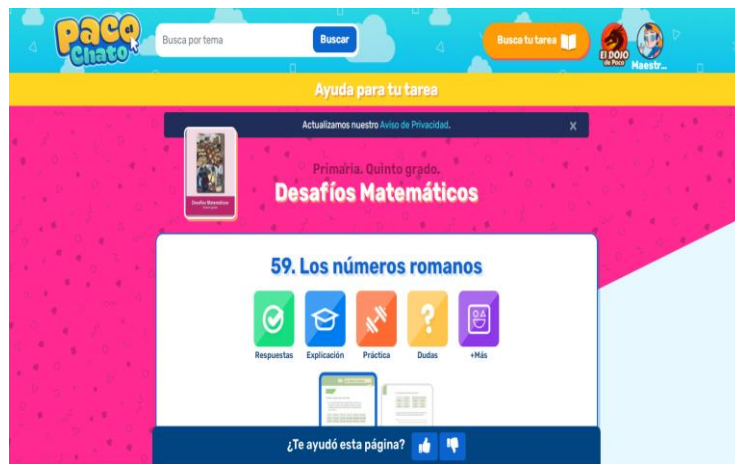 Paco
Chato
Busca por tema
Buscar
Busca tu tarea
El DOJO
de Paco
Maestr...
Ayuda para tu tarea
Actualizamos nuestro Aviso de Privacidad.
X
Primaria. Quinto grado.
Desafíos Matemáticos
Desafíos Matemáticos
59. Los números romanos
Respuestas
Explicación
Práctica
Dudas
+Más
¿Te ayudó esta página?